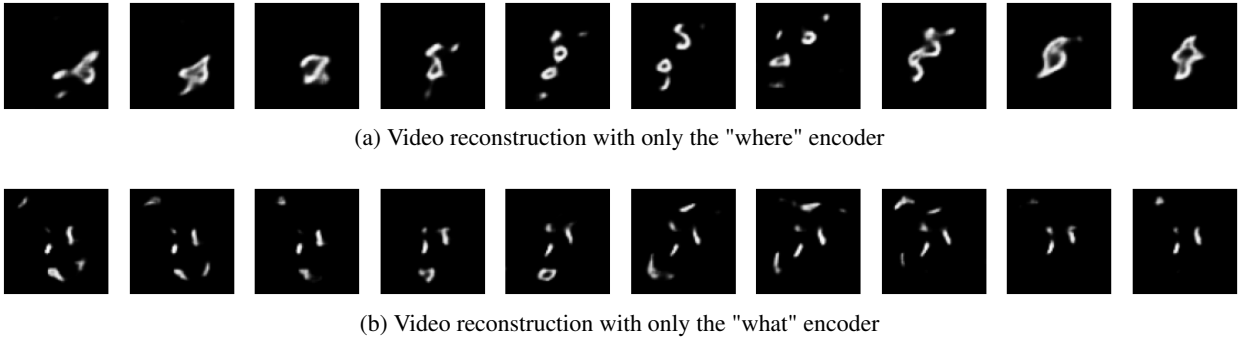 (a) Video reconstruction with only the "where" encoder
(b) Video reconstruction with only the "what" encoder